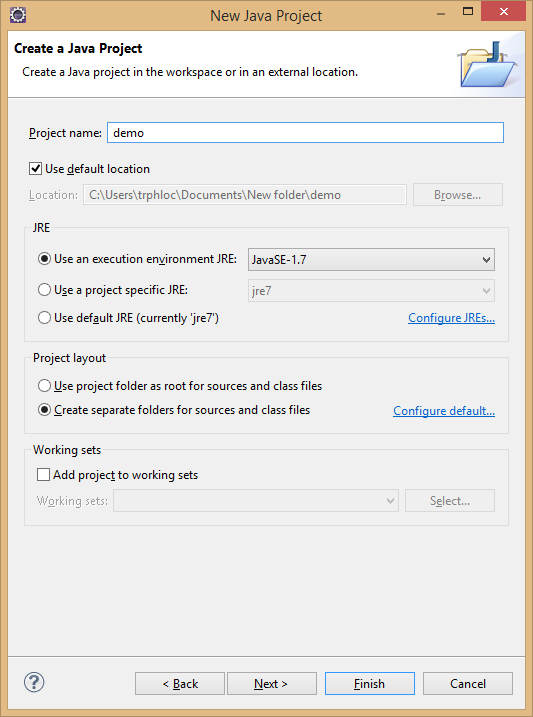 New Java Project
Create a Java Project
Create a Java project in the workspace or in an external location.
Project name: demo
Use default location
Location: C:\Users\trphloc\Documents\New folder\demo Browse...
JRE
Use an execution environment JRE: JavaSE-1.7
Use a project specific JRE: jre7
Use default JRE (currently 'jre7') Configure JREs...
Project layout
Use project folder as root for sources and class files
Create separate folders for sources and class files Configure default...
Working sets
Add project to working sets
Working sets: Select...
? < Back Next > Finish Cancel